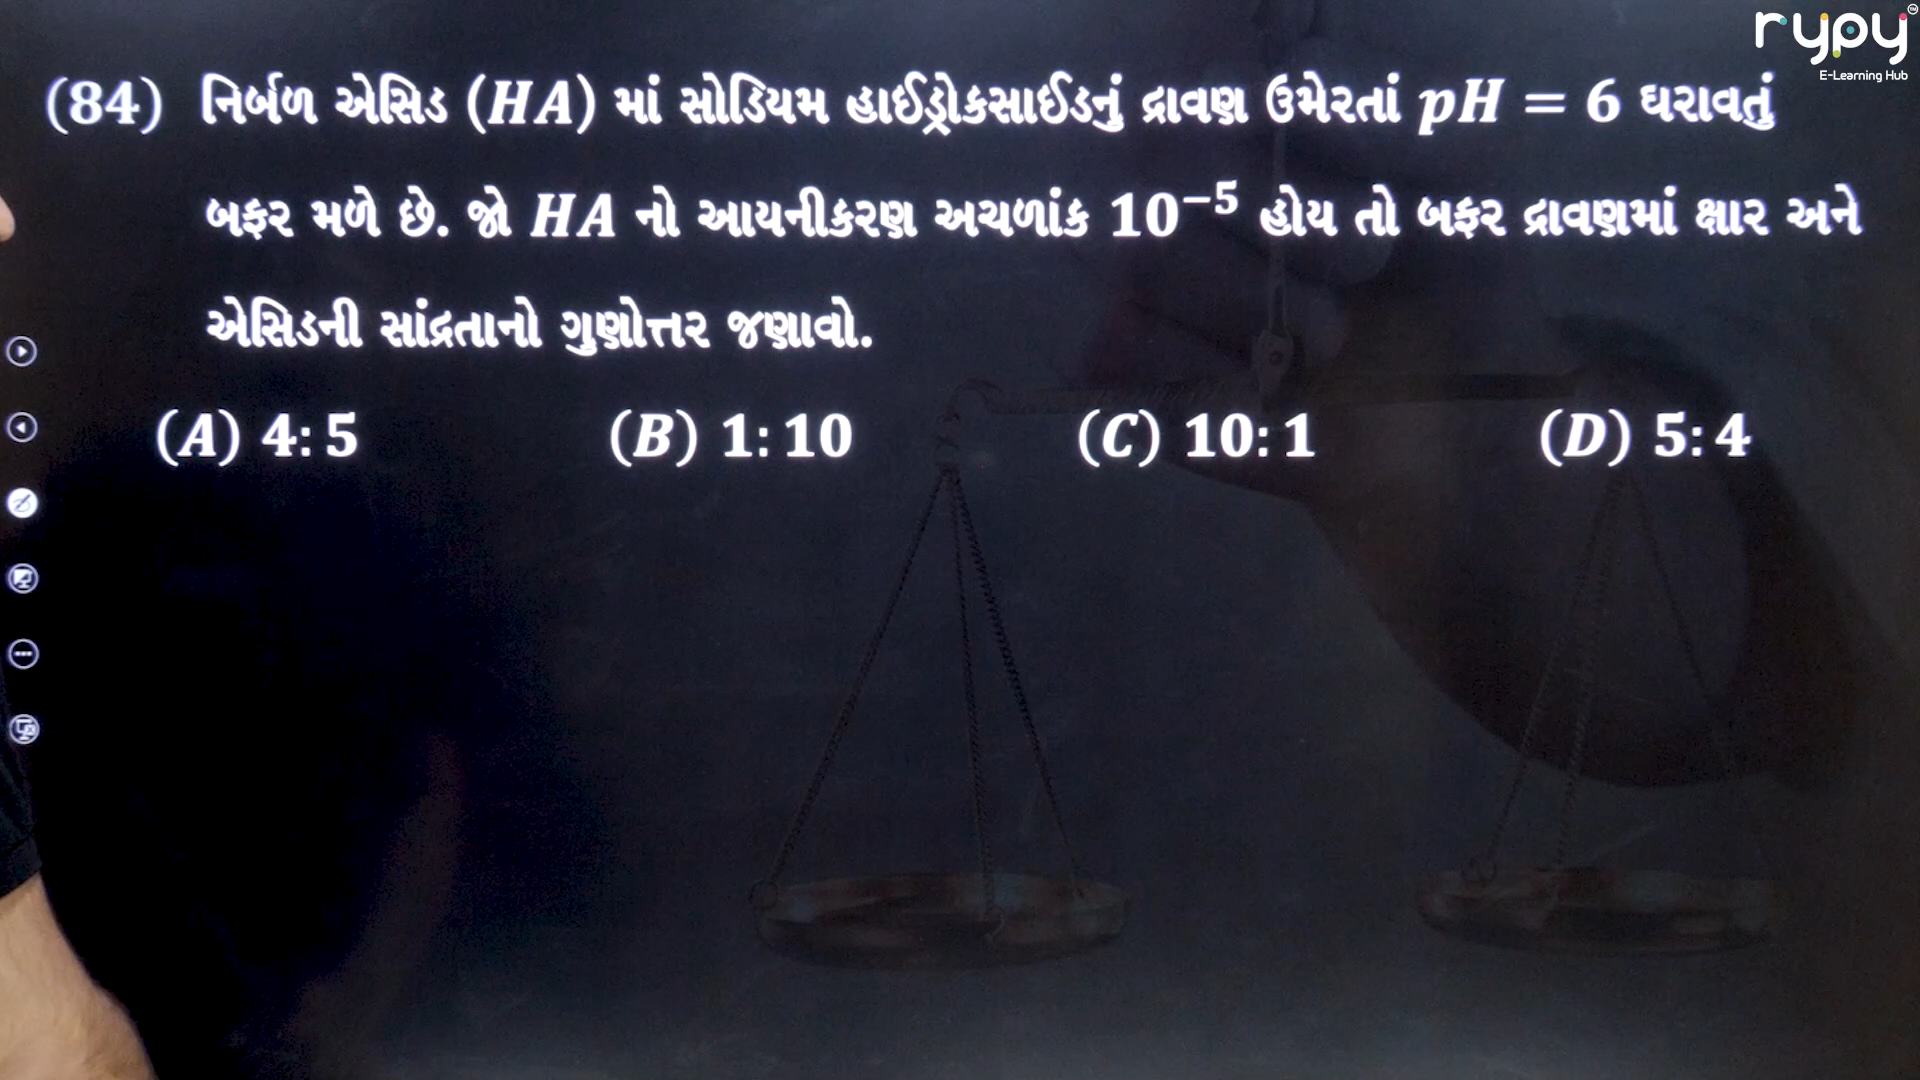 rypy™
E-Learning Hub
(84) નિર્બળ એસિડ (HA) માં સોડિયમ હાઈડ્રોકસાઈડનું દ્રાવણ ઉમેરતાં pH = 6 ધરાવતું
બફર મળે છે. જો HA નો આયનીકરણ અચળાંક 10⁻⁵ હોય તો બફર દ્રાવણમાં ક્ષાર અને
એસિડની સાંદ્રતાનો ગુણોત્તર જણાવો.
(A) 4:5 (B) 1:10 (C) 10:1 (D) 5:4